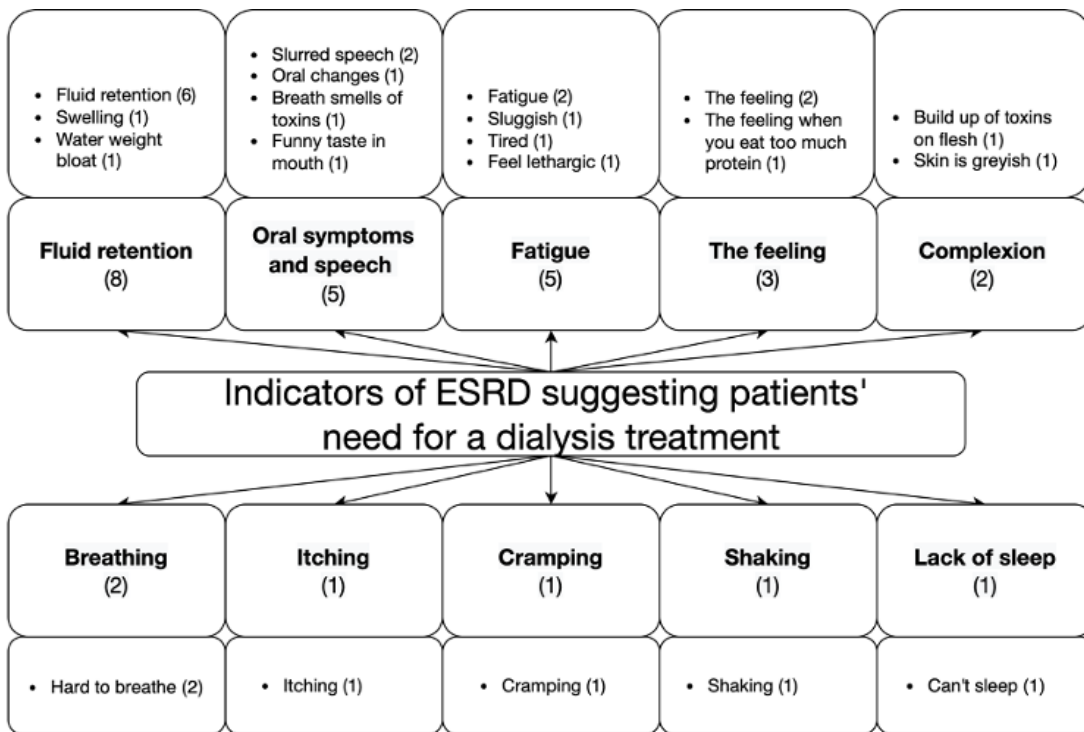 • Fluid retention (6)
• Swelling (1)
• Water weight
bloat (1)
• Slurred speech (2)
• Oral changes (1)
• Breath smells of
toxins (1)
• Funny taste in
mouth (1)
• Fatigue (2)
• Sluggish (1)
• Tired (1)
• Feel lethargic (1)
• The feeling (2)
• The feeling when
you eat too much
protein (1)
• Build up of toxins
on flesh (1)
• Skin is greyish (1)
Fluid retention
(8)
Oral symptoms
and speech
(5)
Fatigue
(5)
The feeling
(3)
Complexion
(2)
Indicators of ESRD suggesting patients'
need for a dialysis treatment
Breathing
(2)
Itching
(1)
Cramping
(1)
Shaking
(1)
Lack of sleep
(1)
• Hard to breathe (2)
• Itching (1)
• Cramping (1)
• Shaking (1)
• Can't sleep (1)